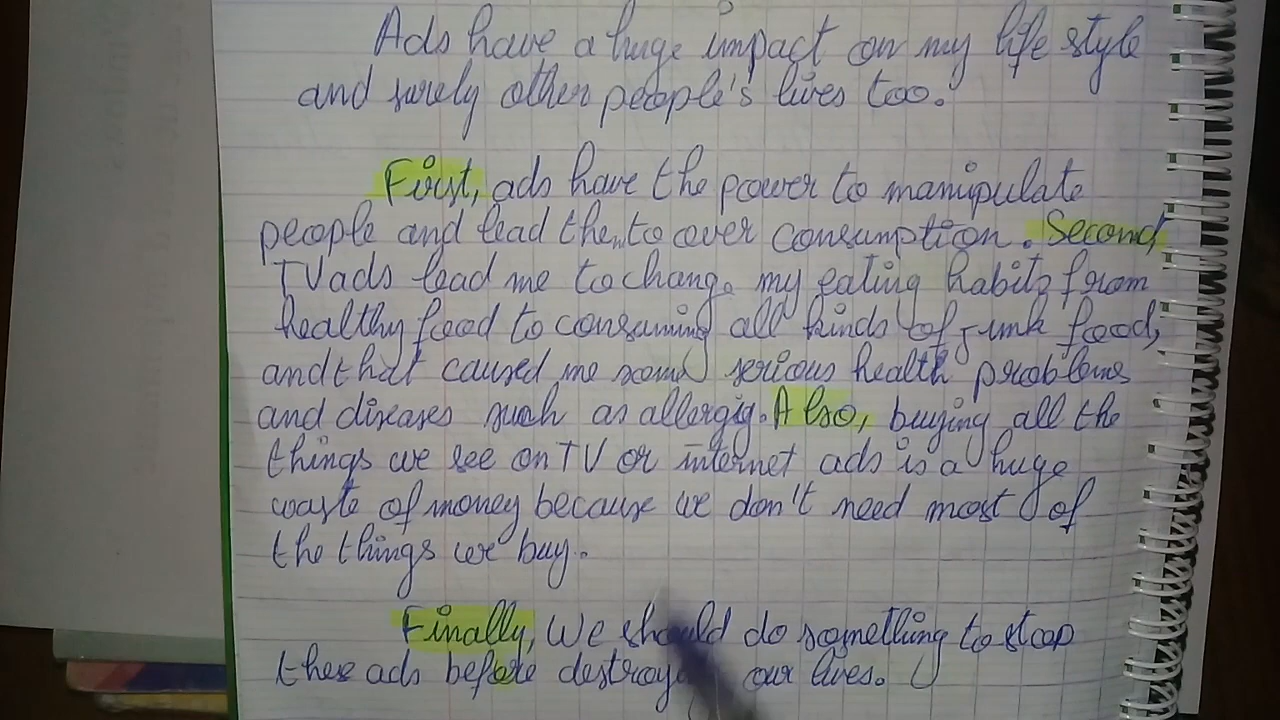 Ads have a huge impact on my life style
and surely other people's lives too.
First, ads have the power to manipulate
people and lead them to over consumption. Second,
TV ads lead me to change my eating habits from
healthy food to consuming all kinds of junk food,
and that caused me some serious health problems
and diseases such as allergig. Also, buying all the
things we see on TV or internet ads is a huge
waste of money because we don't need most of
the things we buy.
Finally, We should do something to stop
these ads before destroy our lives.